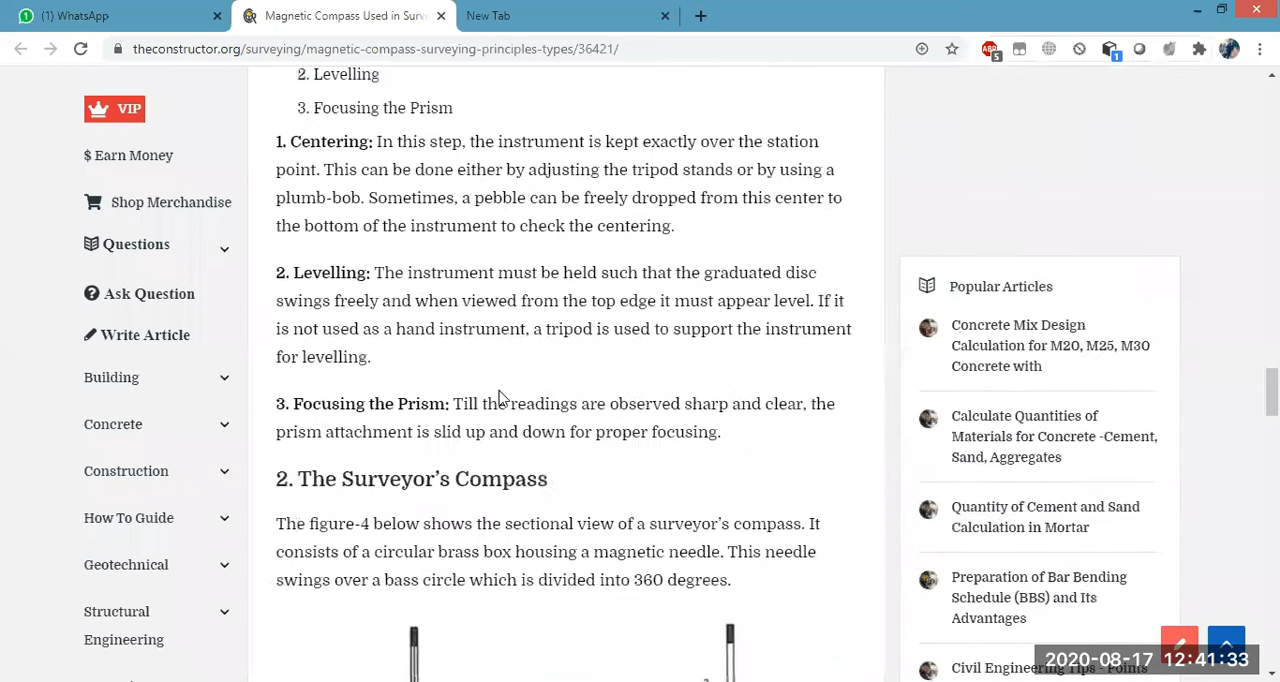 (1) WhatsApp
Magnetic Compass Used in Surv
New Tab
theconstructor.org/surveying/magnetic-compass-surveying-principles-types/36421/
ABP
5
1
VIP
$ Earn Money
Shop Merchandise
Questions
Ask Question
Write Article
Building
Concrete
Construction
How To Guide
Geotechnical
Structural
Engineering
2. Levelling
3. Focusing the Prism
1. Centering: In this step, the instrument is kept exactly over the station
point. This can be done either by adjusting the tripod stands or by using a
plumb-bob. Sometimes, a pebble can be freely dropped from this center to
the bottom of the instrument to check the centering.
2. Levelling: The instrument must be held such that the graduated disc
swings freely and when viewed from the top edge it must appear level. If it
is not used as a hand instrument, a tripod is used to support the instrument
for levelling.
3. Focusing the Prism: Till the readings are observed sharp and clear, the
prism attachment is slid up and down for proper focusing.
2. The Surveyor's Compass
The figure-4 below shows the sectional view of a surveyor's compass. It
consists of a circular brass box housing a magnetic needle. This needle
swings over a bass circle which is divided into 360 degrees.
Popular Articles
Concrete Mix Design
Calculation for M20, M25, M30
Concrete with
Calculate Quantities of
Materials for Concrete -Cement,
Sand, Aggregates
Quantity of Cement and Sand
Calculation in Mortar
Preparation of Bar Bending
Schedule (BBS) and Its
Advantages
Civil Engineering Tips - Points
2020-08-17 12:41:33